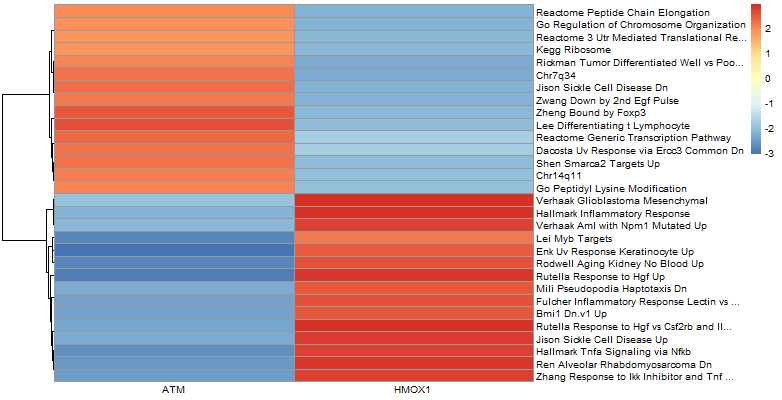 Reactome Peptide Chain Elongation
Go Regulation of Chromosome Organization
Reactome 3 Utr Mediated Translational Re...
Kegg Ribosome
Rickman Tumor Differentiated Well vs Poo...
Chr7q34
Jison Sickle Cell Disease Dn
Zwang Down by 2nd Egf Pulse
Zheng Bound by Foxp3
Lee Differentiating t Lymphocyte
Reactome Generic Transcription Pathway
Dacosta Uv Response via Ercc3 Common Dn
Shen Smarca2 Targets Up
Chr14q11
Go Peptidyl Lysine Modification
Verhaak Glioblastoma Mesenchymal
Hallmark Inflammatory Response
Verhaak Aml with Npm1 Mutated Up
Lei Myb Targets
Enk Uv Response Keratinocyte Up
Rodwell Aging Kidney No Blood Up
Rutella Response to Hgf Up
Mili Pseudopodia Haptotaxis Dn
Fulcher Inflammatory Response Lectin vs ...
Bmi1 Dn.v1 Up
Rutella Response to Hgf vs Csf2rb and Il...
Jison Sickle Cell Disease Up
Hallmark Tnfa Signaling via Nfkb
Ren Alveolar Rhabdomyosarcoma Dn
Zhang Response to Ikk Inhibitor and Tnf ...
ATM HMOX1
2
1
0
-1
-2
-3